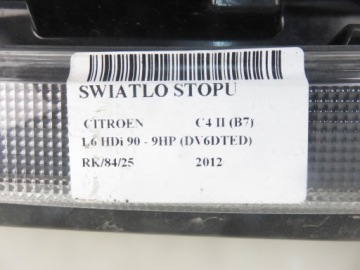 SWIATLO STOPU
CITROEN C4 II (B7)
1.6 HDi 90 - 9HP (DV6DTED)
RK/84/25 2012